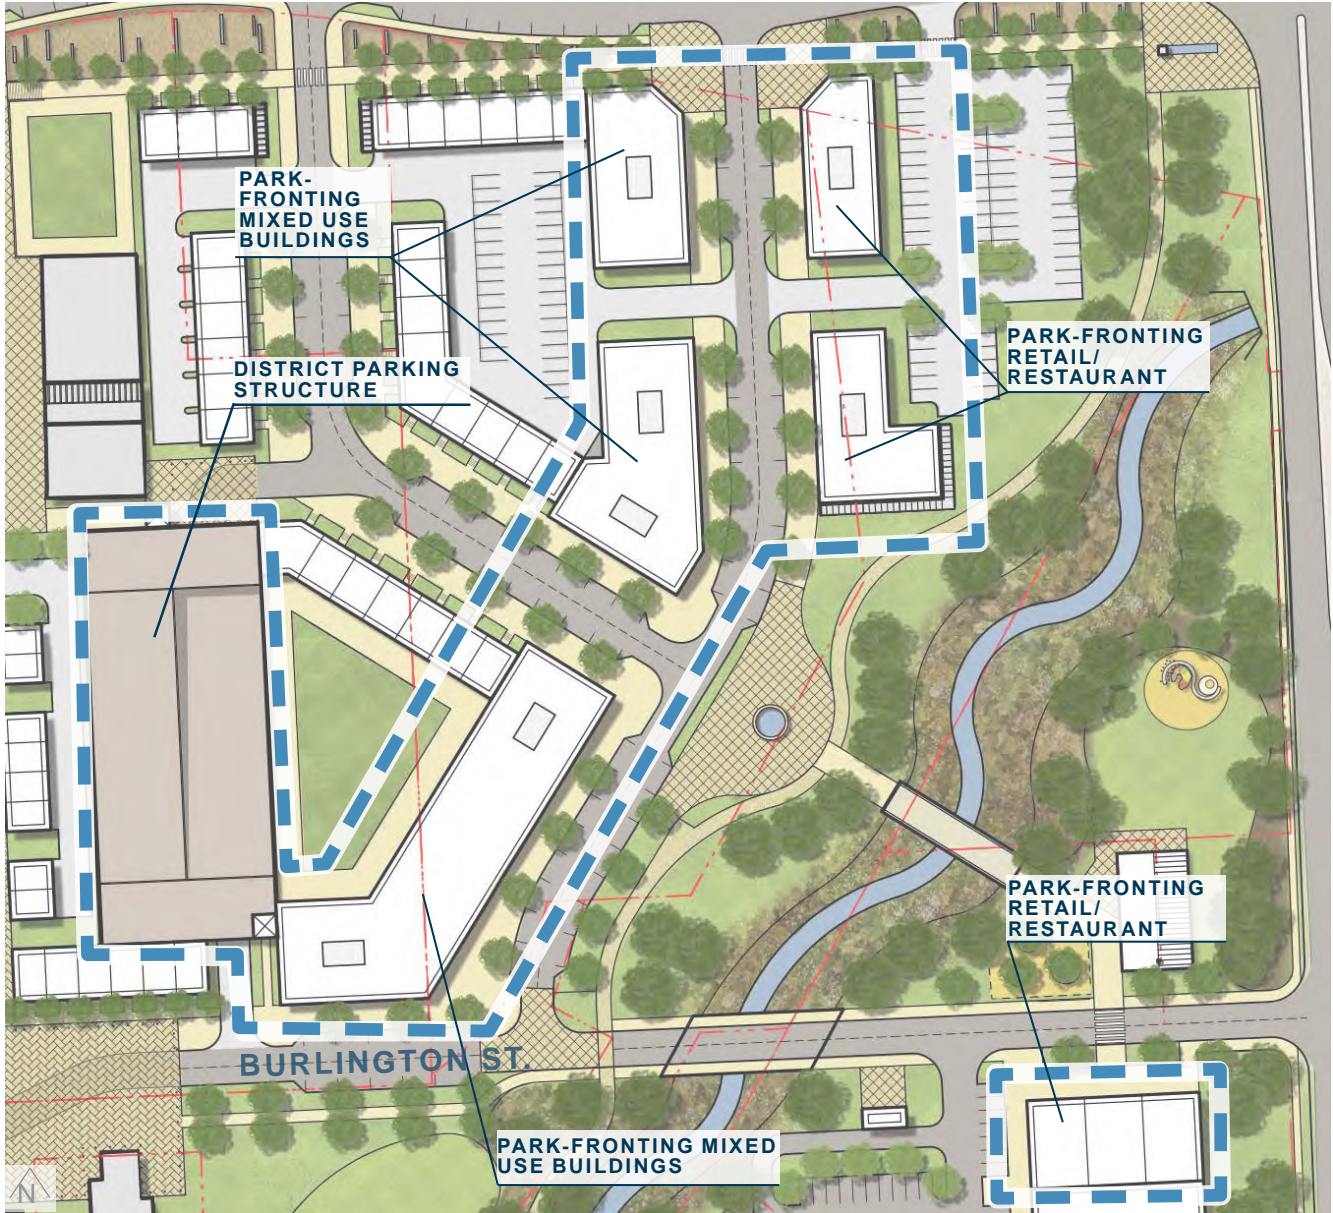 PARK-
FRONTING
MIXED USE
BUILDINGS
DISTRICT PARKING
STRUCTURE
PARK-FRONTING
RETAIL/
RESTAURANT
PARK-FRONTING
RETAIL/
RESTAURANT
BURLINGTON ST.
PARK-FRONTING MIXED
USE BUILDINGS
N